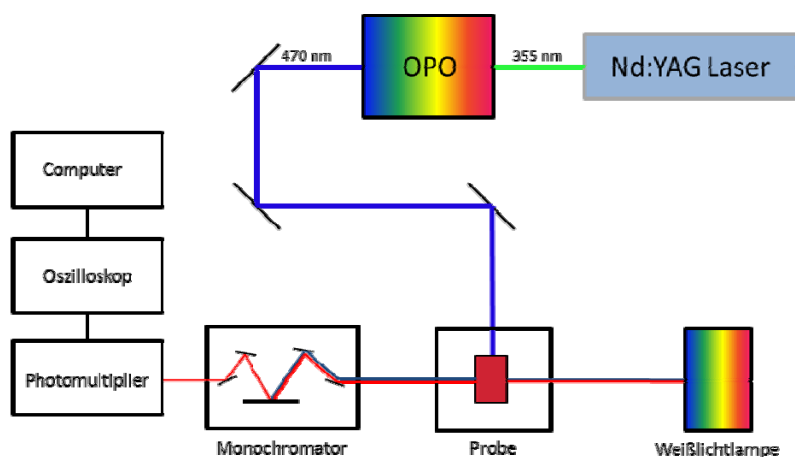 470 nm
OPO
355 nm
Nd:YAG Laser
Computer
Oszilloskop
Photomultiplier
Monochromator
Probe
Weißlichtlampe